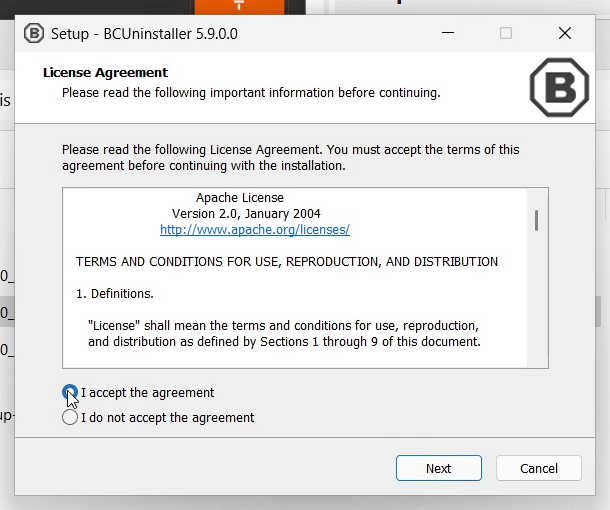 Setup - BCUninstaller 5.9.0.0
License Agreement
Please read the following important information before continuing.
B
Please read the following License Agreement. You must accept the terms of this
agreement before continuing with the installation.
Apache License
Version 2.0, January 2004
http://www.apache.org/licenses/
TERMS AND CONDITIONS FOR USE, REPRODUCTION, AND DISTRIBUTION
1. Definitions.
"License" shall mean the terms and conditions for use, reproduction,
and distribution as defined by Sections 1 through 9 of this document.
I accept the agreement
I do not accept the agreement
Next
Cancel